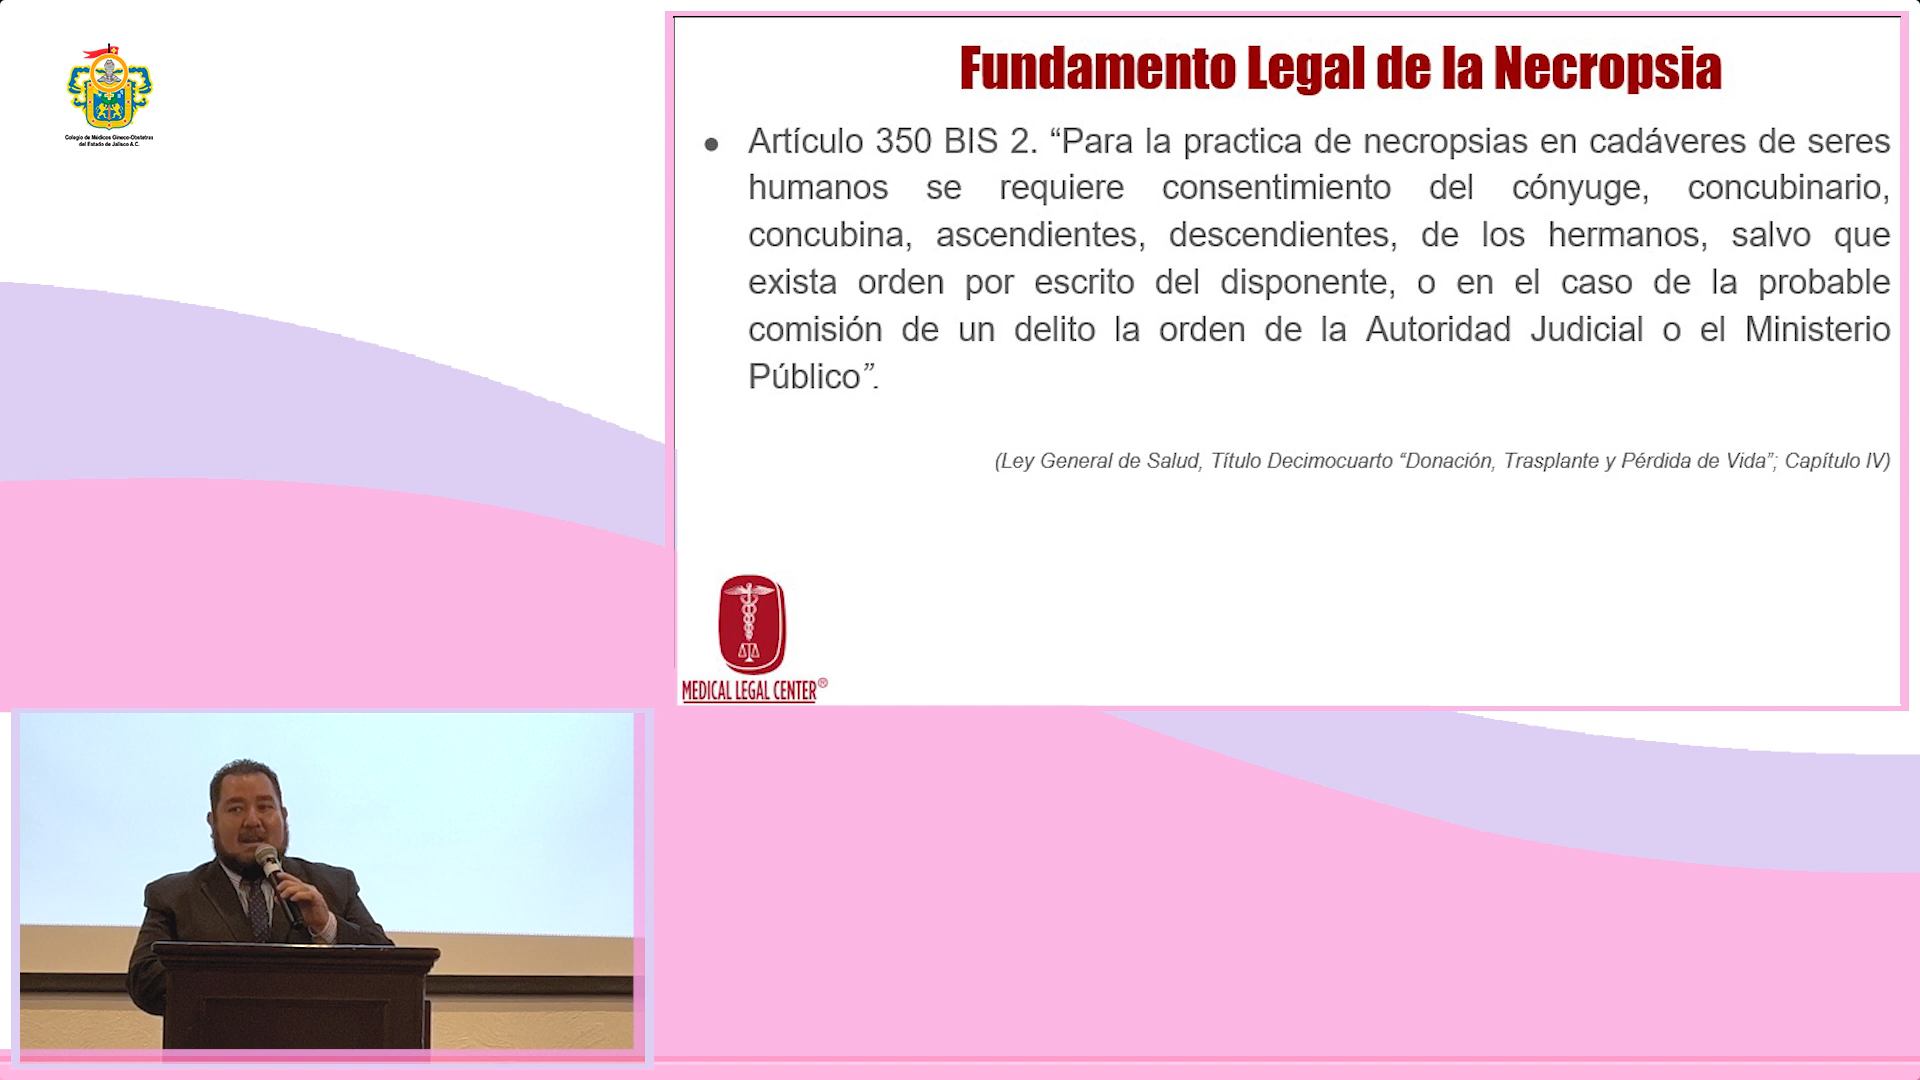 Colegio de Médicos Gineco-Obstetras
del Estado de Jalisco A.C.
Fundamento Legal de la Necropsia
• Artículo 350 BIS 2. “Para la practica de necropsias en cadáveres de seres
humanos se requiere consentimiento del cónyuge, concubinario,
concubina, ascendientes, descendientes, de los hermanos, salvo que
exista orden por escrito del disponente, o en el caso de la probable
comisión de un delito la orden de la Autoridad Judicial o el Ministerio
Público”.
(Ley General de Salud, Título Decimocuarto “Donación, Trasplante y Pérdida de Vida”; Capítulo IV)
MEDICAL LEGAL CENTER®